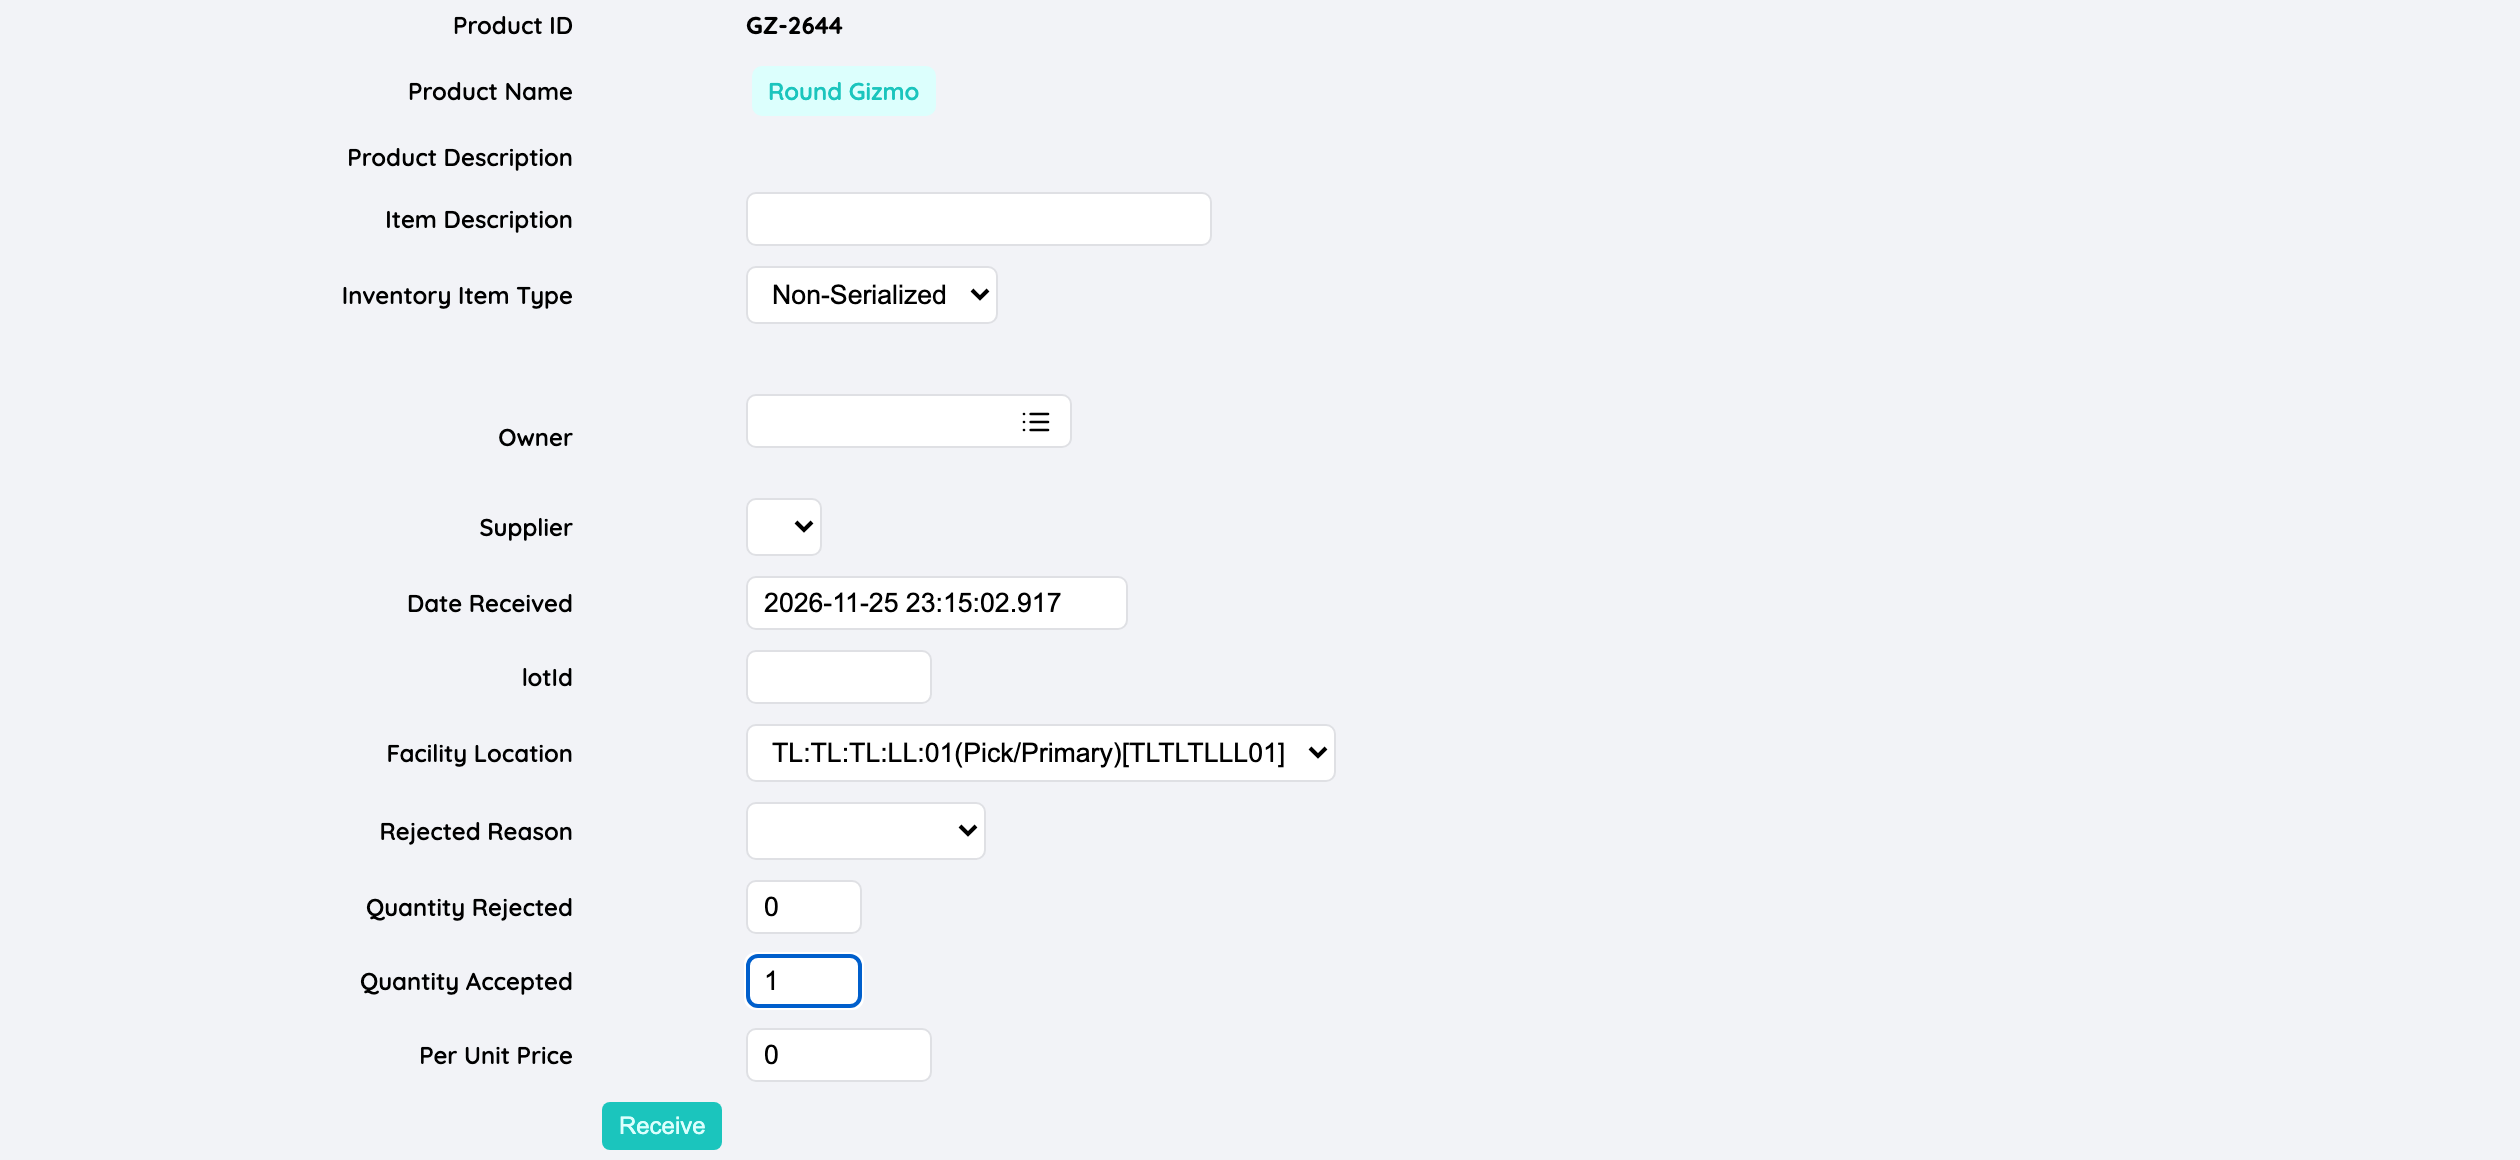 Product ID GZ-2644
Product Name Round Gizmo
Product Description
Item Description
Inventory Item Type Non-Serialized
Owner
Supplier
Date Received 2026-11-25 23:15:02.917
lotId
Facility Location TL:TL:TL:LL:01(Pick/Primary)[TLTLTLLL01]
Rejected Reason
Quantity Rejected 0
Quantity Accepted 1
Per Unit Price 0
Receive